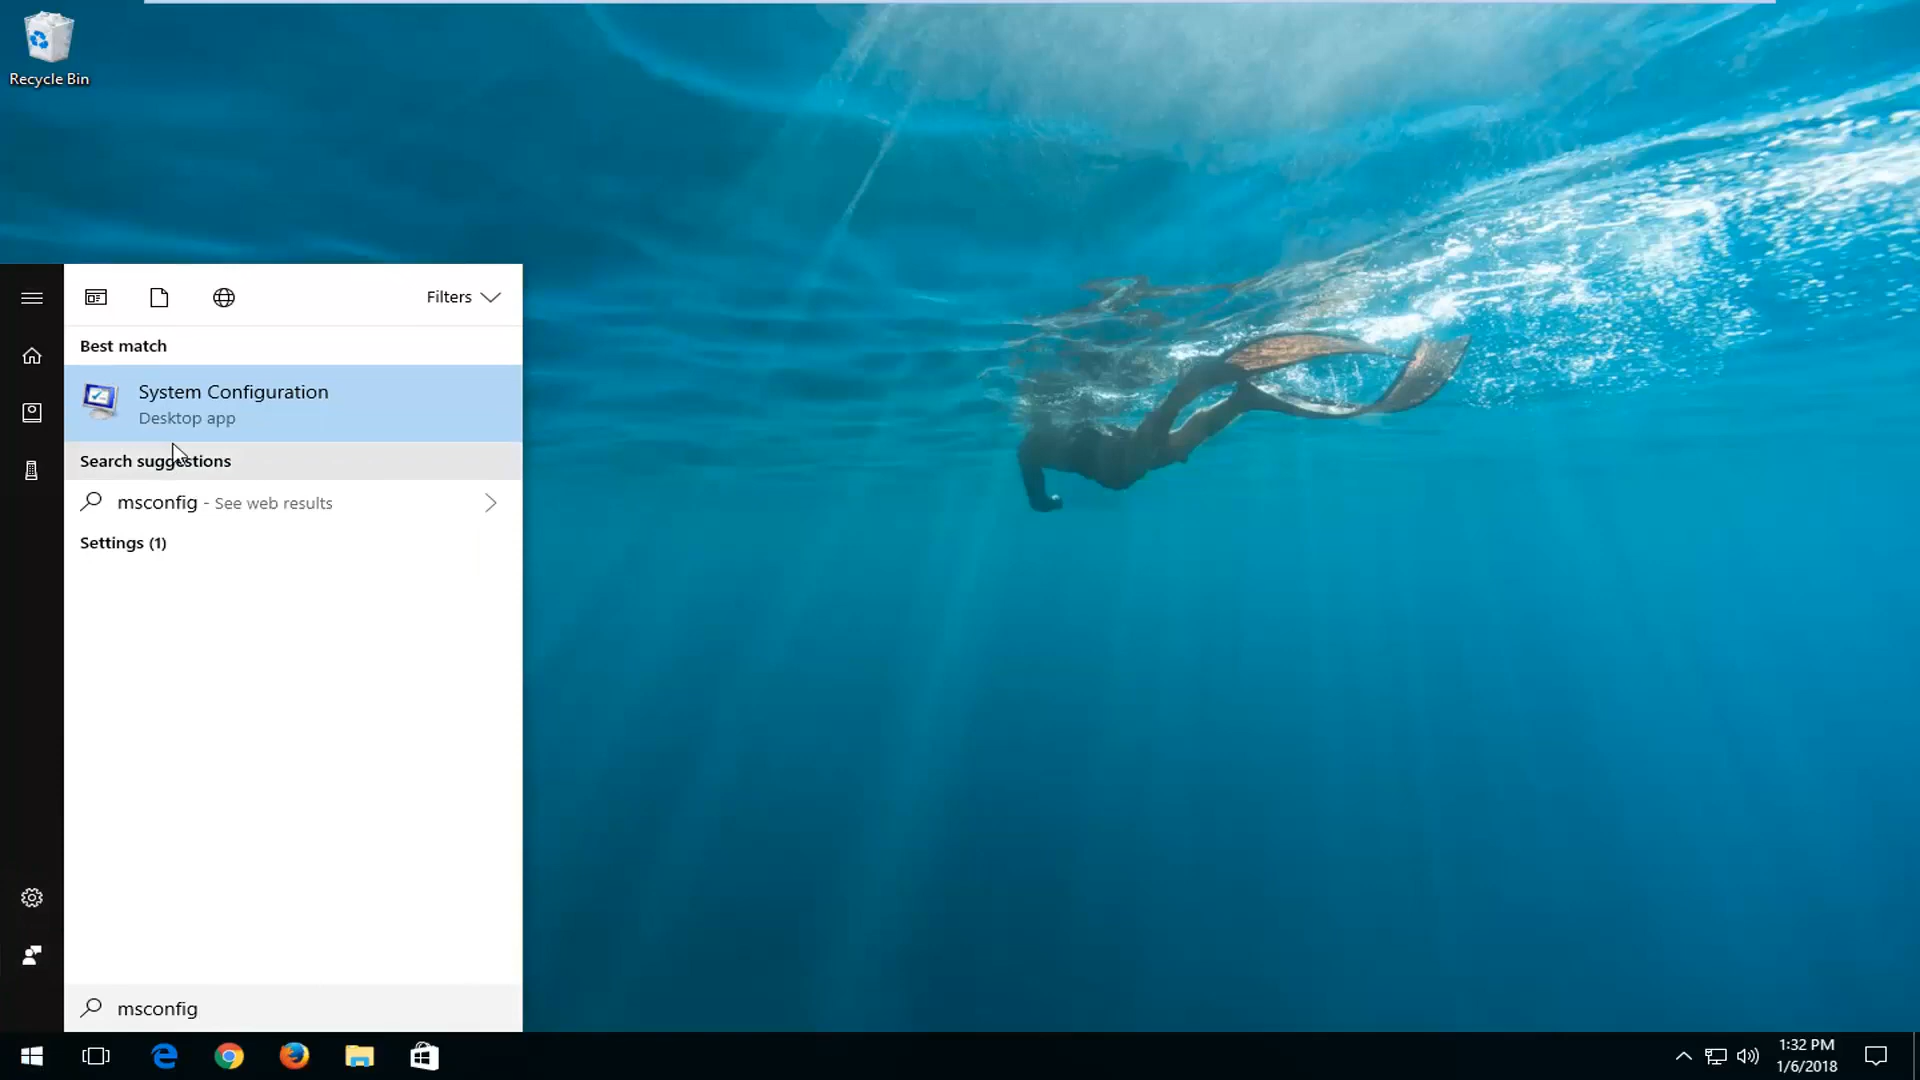 Recycle Bin
Filters
Best match
System Configuration
Desktop app
Search suggestions
msconfig - See web results
Settings (1)
msconfig
1:32 PM
1/6/2018